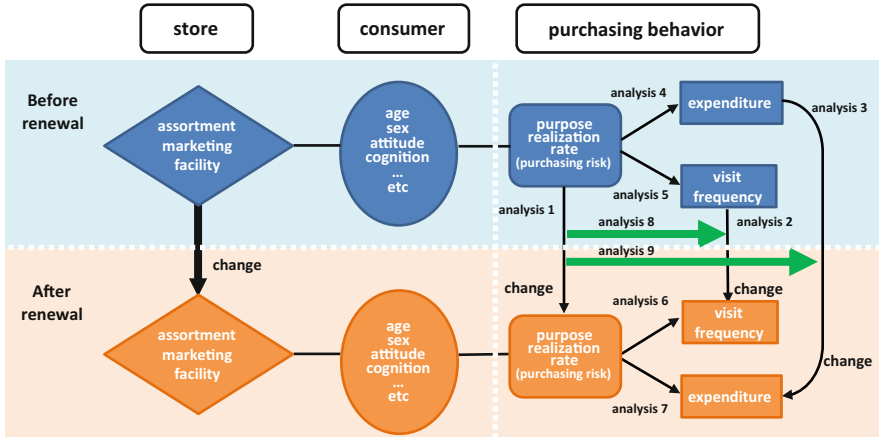 store
consumer
purchasing behavior
Before
renewal
assortment
marketing
facility
age
sex
attitude
cognition
...
etc
purpose
realization
rate
(purchasing risk)
analysis 4
expenditure
analysis 3
analysis 5
visit
frequency
analysis 1
analysis 8
analysis 2
analysis 9
change
change
change
After
renewal
assortment
marketing
facility
age
sex
attitude
cognition
...
etc
purpose
realization
rate
(purchasing risk)
analysis 6
visit
frequency
change
analysis 7
expenditure